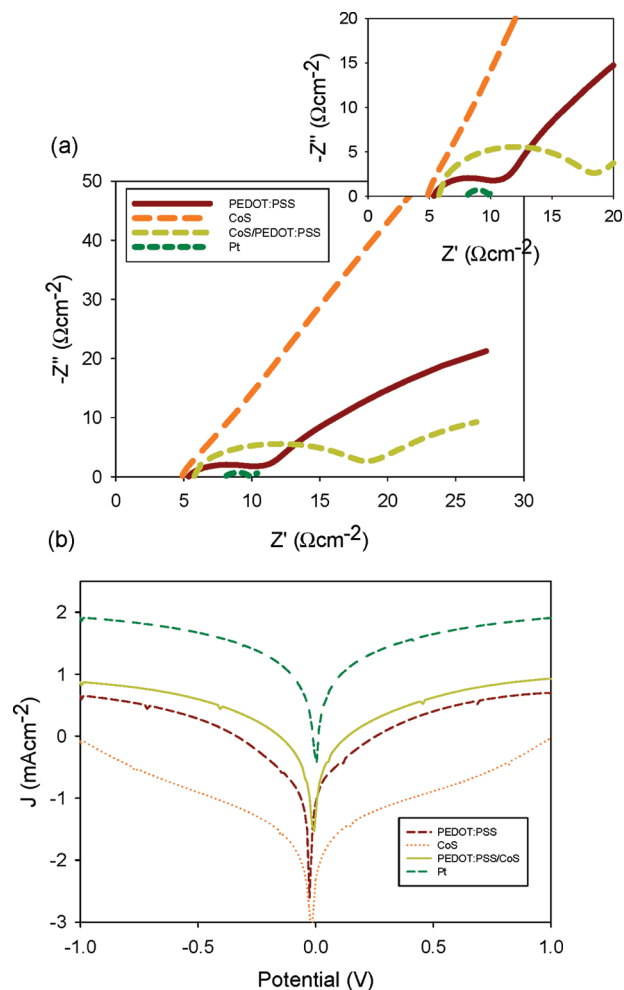 20
15
10
5
0
-Z'' (Ωcm-2)
0 5 10 15 20
Z' (Ωcm-2)
(a)
50
40
30
20
10
0
-Z'' (Ωcm-2)
PEDOT:PSS
CoS
CoS/PEDOT:PSS
Pt
0 5 10 15 20 25 30
Z' (Ωcm-2)
(b)
2
1
0
-1
-2
-3
J (mAcm-2)
PEDOT:PSS
CoS
PEDOT:PSS/CoS
Pt
-1.0 -0.5 0.0 0.5 1.0
Potential (V)